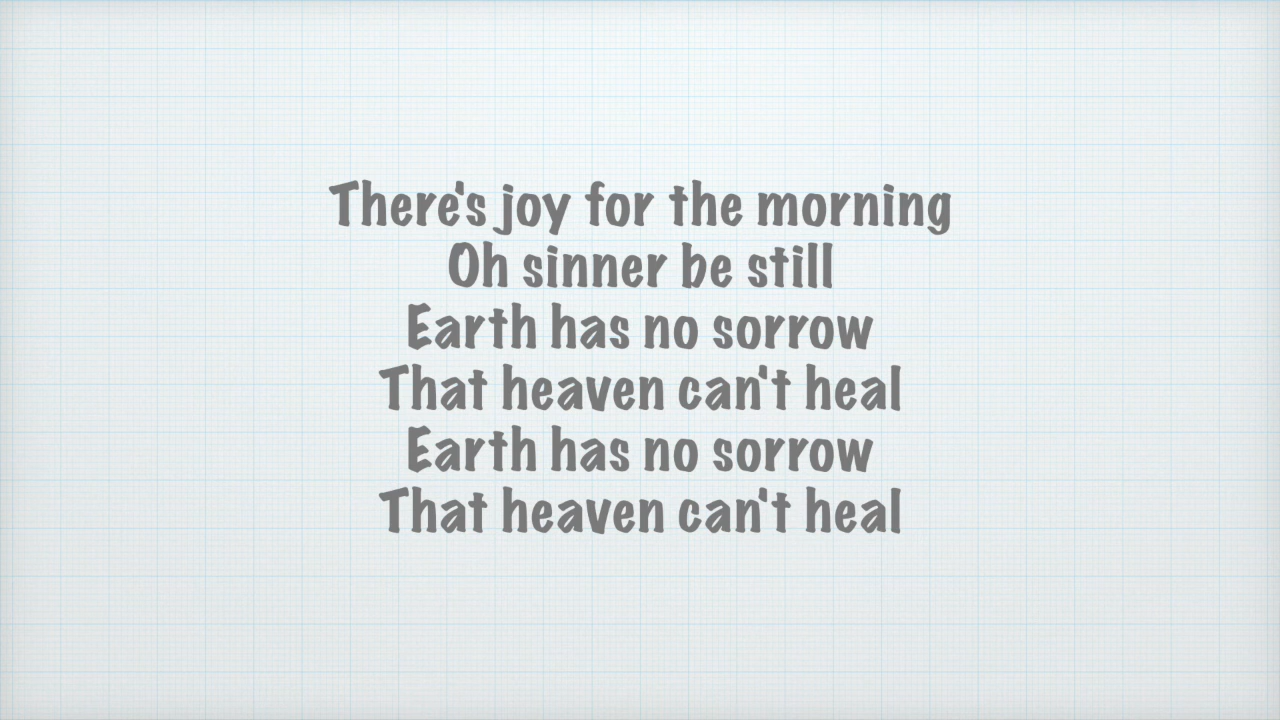 There's joy for the morning
Oh sinner be still
Earth has no sorrow
That heaven can't heal
Earth has no sorrow
That heaven can't heal